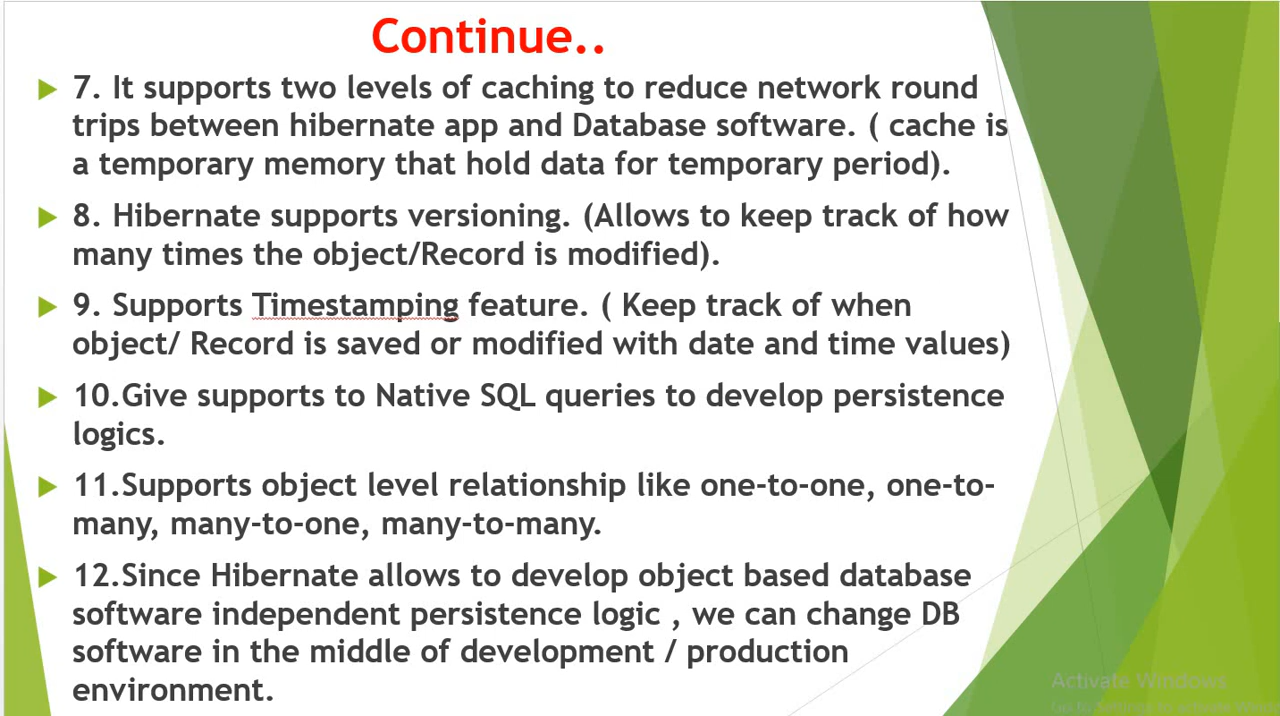 Continue..
7. It supports two levels of caching to reduce network round
trips between hibernate app and Database software. ( cache is
a temporary memory that hold data for temporary period).
8. Hibernate supports versioning. (Allows to keep track of how
many times the object/Record is modified).
9. Supports Timestamping feature. ( Keep track of when
object/ Record is saved or modified with date and time values)
10.Give supports to Native SQL queries to develop persistence
logics.
11.Supports object level relationship like one-to-one, one-to-
many, many-to-one, many-to-many.
12.Since Hibernate allows to develop object based database
software independent persistence logic , we can change DB
software in the middle of development / production
environment.
Activate Windows